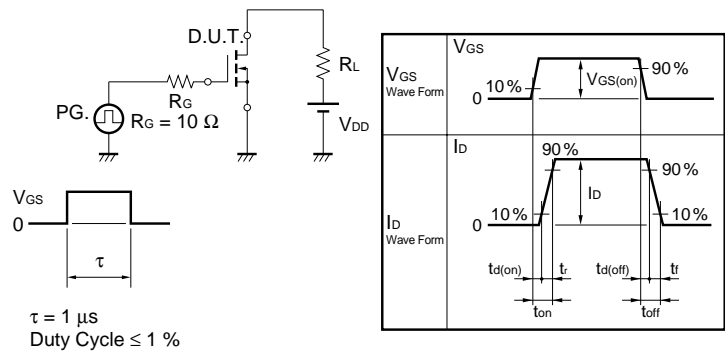 D.U.T.
RL
RG
PG.
RG = 10 Ω
VDD
VGS
0
τ
τ = 1 μs
Duty Cycle ≤ 1 %
VGS
Wave Form
VGS
10 %
0
VGS(on)
90 %
ID
Wave Form
ID
90 %
90 %
10 %
0
ID
10 %
td(on)
tr
td(off)
tf
ton
toff